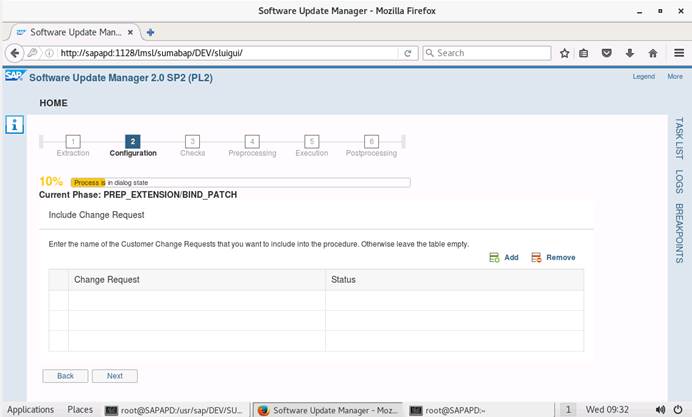 Software Update Manager - Mozilla Firefox
Software Update Man...
http://sapapd:1128/lmsl/sumabap/DEV/sluigui/
Search
SAP Software Update Manager 2.0 SP2 (PL2)
Legend More
HOME
1 2 3 4 5 6
Extraction Configuration Checks Preprocessing Execution Postprocessing
10% Process is in dialog state
Current Phase: PREP_EXTENSION/BIND_PATCH
Include Change Request
Enter the name of the Customer Change Requests that you want to include into the procedure. Otherwise leave the table empty.
Add Remove
Change Request Status
Back Next
TASK LIST
LOGS
BREAKPOINTS
Applications Places root@SAPAPD:/usr/sap/DEV/SU... Software Update Manager - Moz... root@SAPAPD:~ 1 Wed 09:32